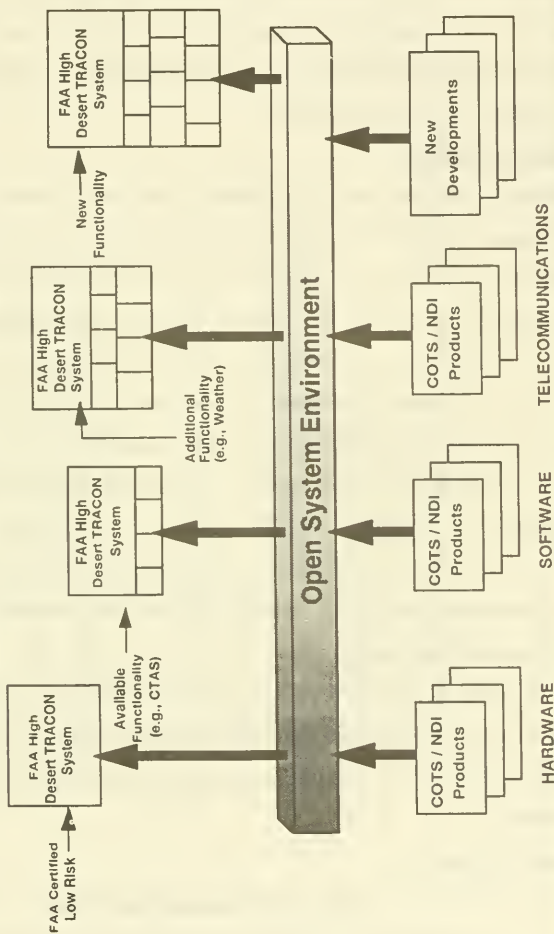 FAA Certified
Low Risk
FAA High
Desert TRACON
System
Available
Functionality
(e.g., CTAS)
FAA High
Desert TRACON
System
Additional
Functionality
(e.g., Weather)
FAA High
Desert TRACON
System
New
Functionality
FAA High
Desert TRACON
System
Open System Environment
COTS / NDI
Products
COTS / NDI
Products
COTS / NDI
Products
New
Developments
HARDWARE
SOFTWARE
TELECOMMUNICATIONS